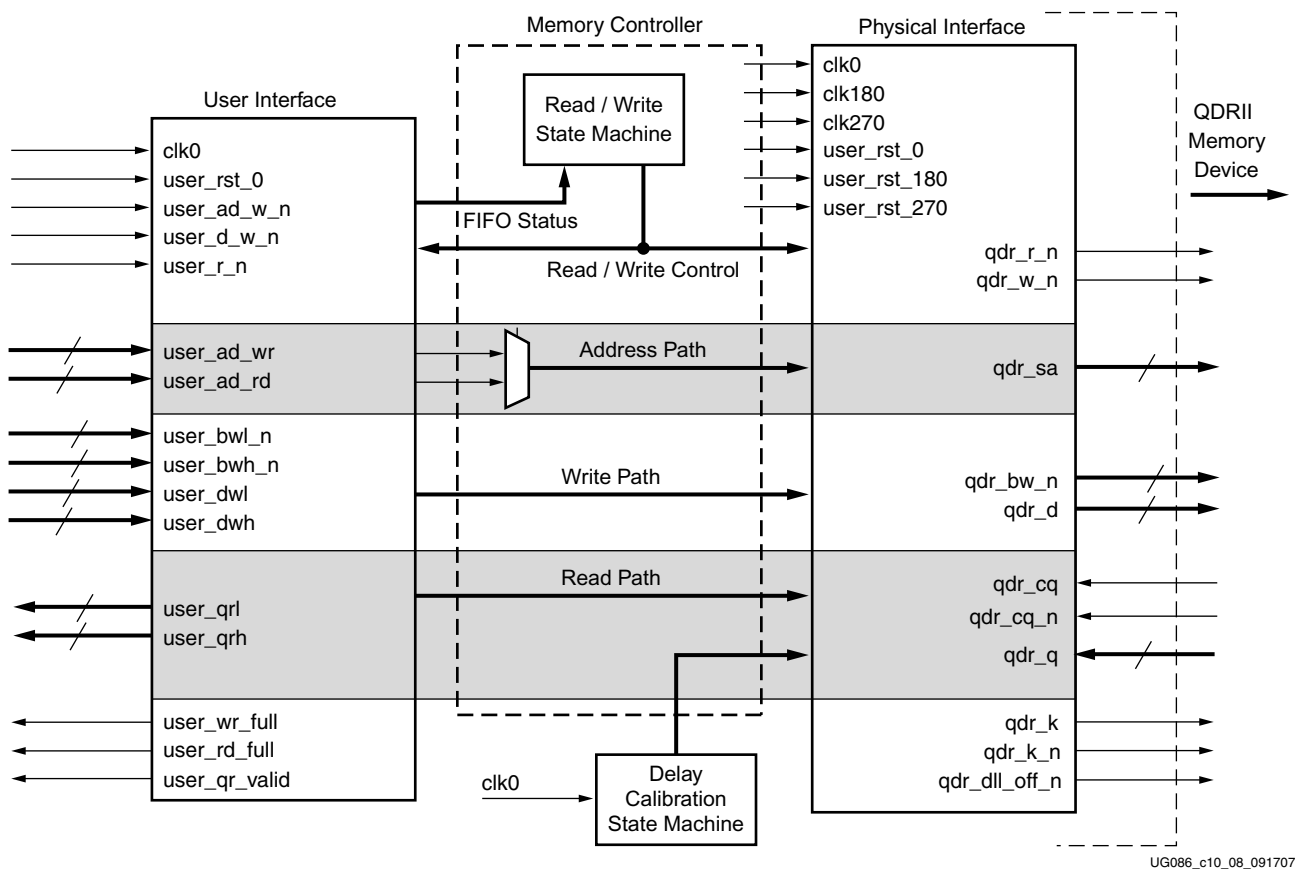 Memory Controller
Physical Interface
User Interface
Read / Write
State Machine
QDRII
Memory
Device
clk0
user_rst_0
user_ad_w_n
user_d_w_n
user_r_n
FIFO Status
Read / Write Control
clk0
clk180
clk270
user_rst_0
user_rst_180
user_rst_270
qdr_r_n
qdr_w_n
user_ad_wr
user_ad_rd
Address Path
qdr_sa
user_bwl_n
user_bwh_n
user_dwl
user_dwh
Write Path
qdr_bw_n
qdr_d
user_qrl
user_qrh
Read Path
qdr_cq
qdr_cq_n
qdr_q
user_wr_full
user_rd_full
user_qr_valid
clk0
Delay
Calibration
State Machine
qdr_k
qdr_k_n
qdr_dll_off_n
UG086_c10_08_091707